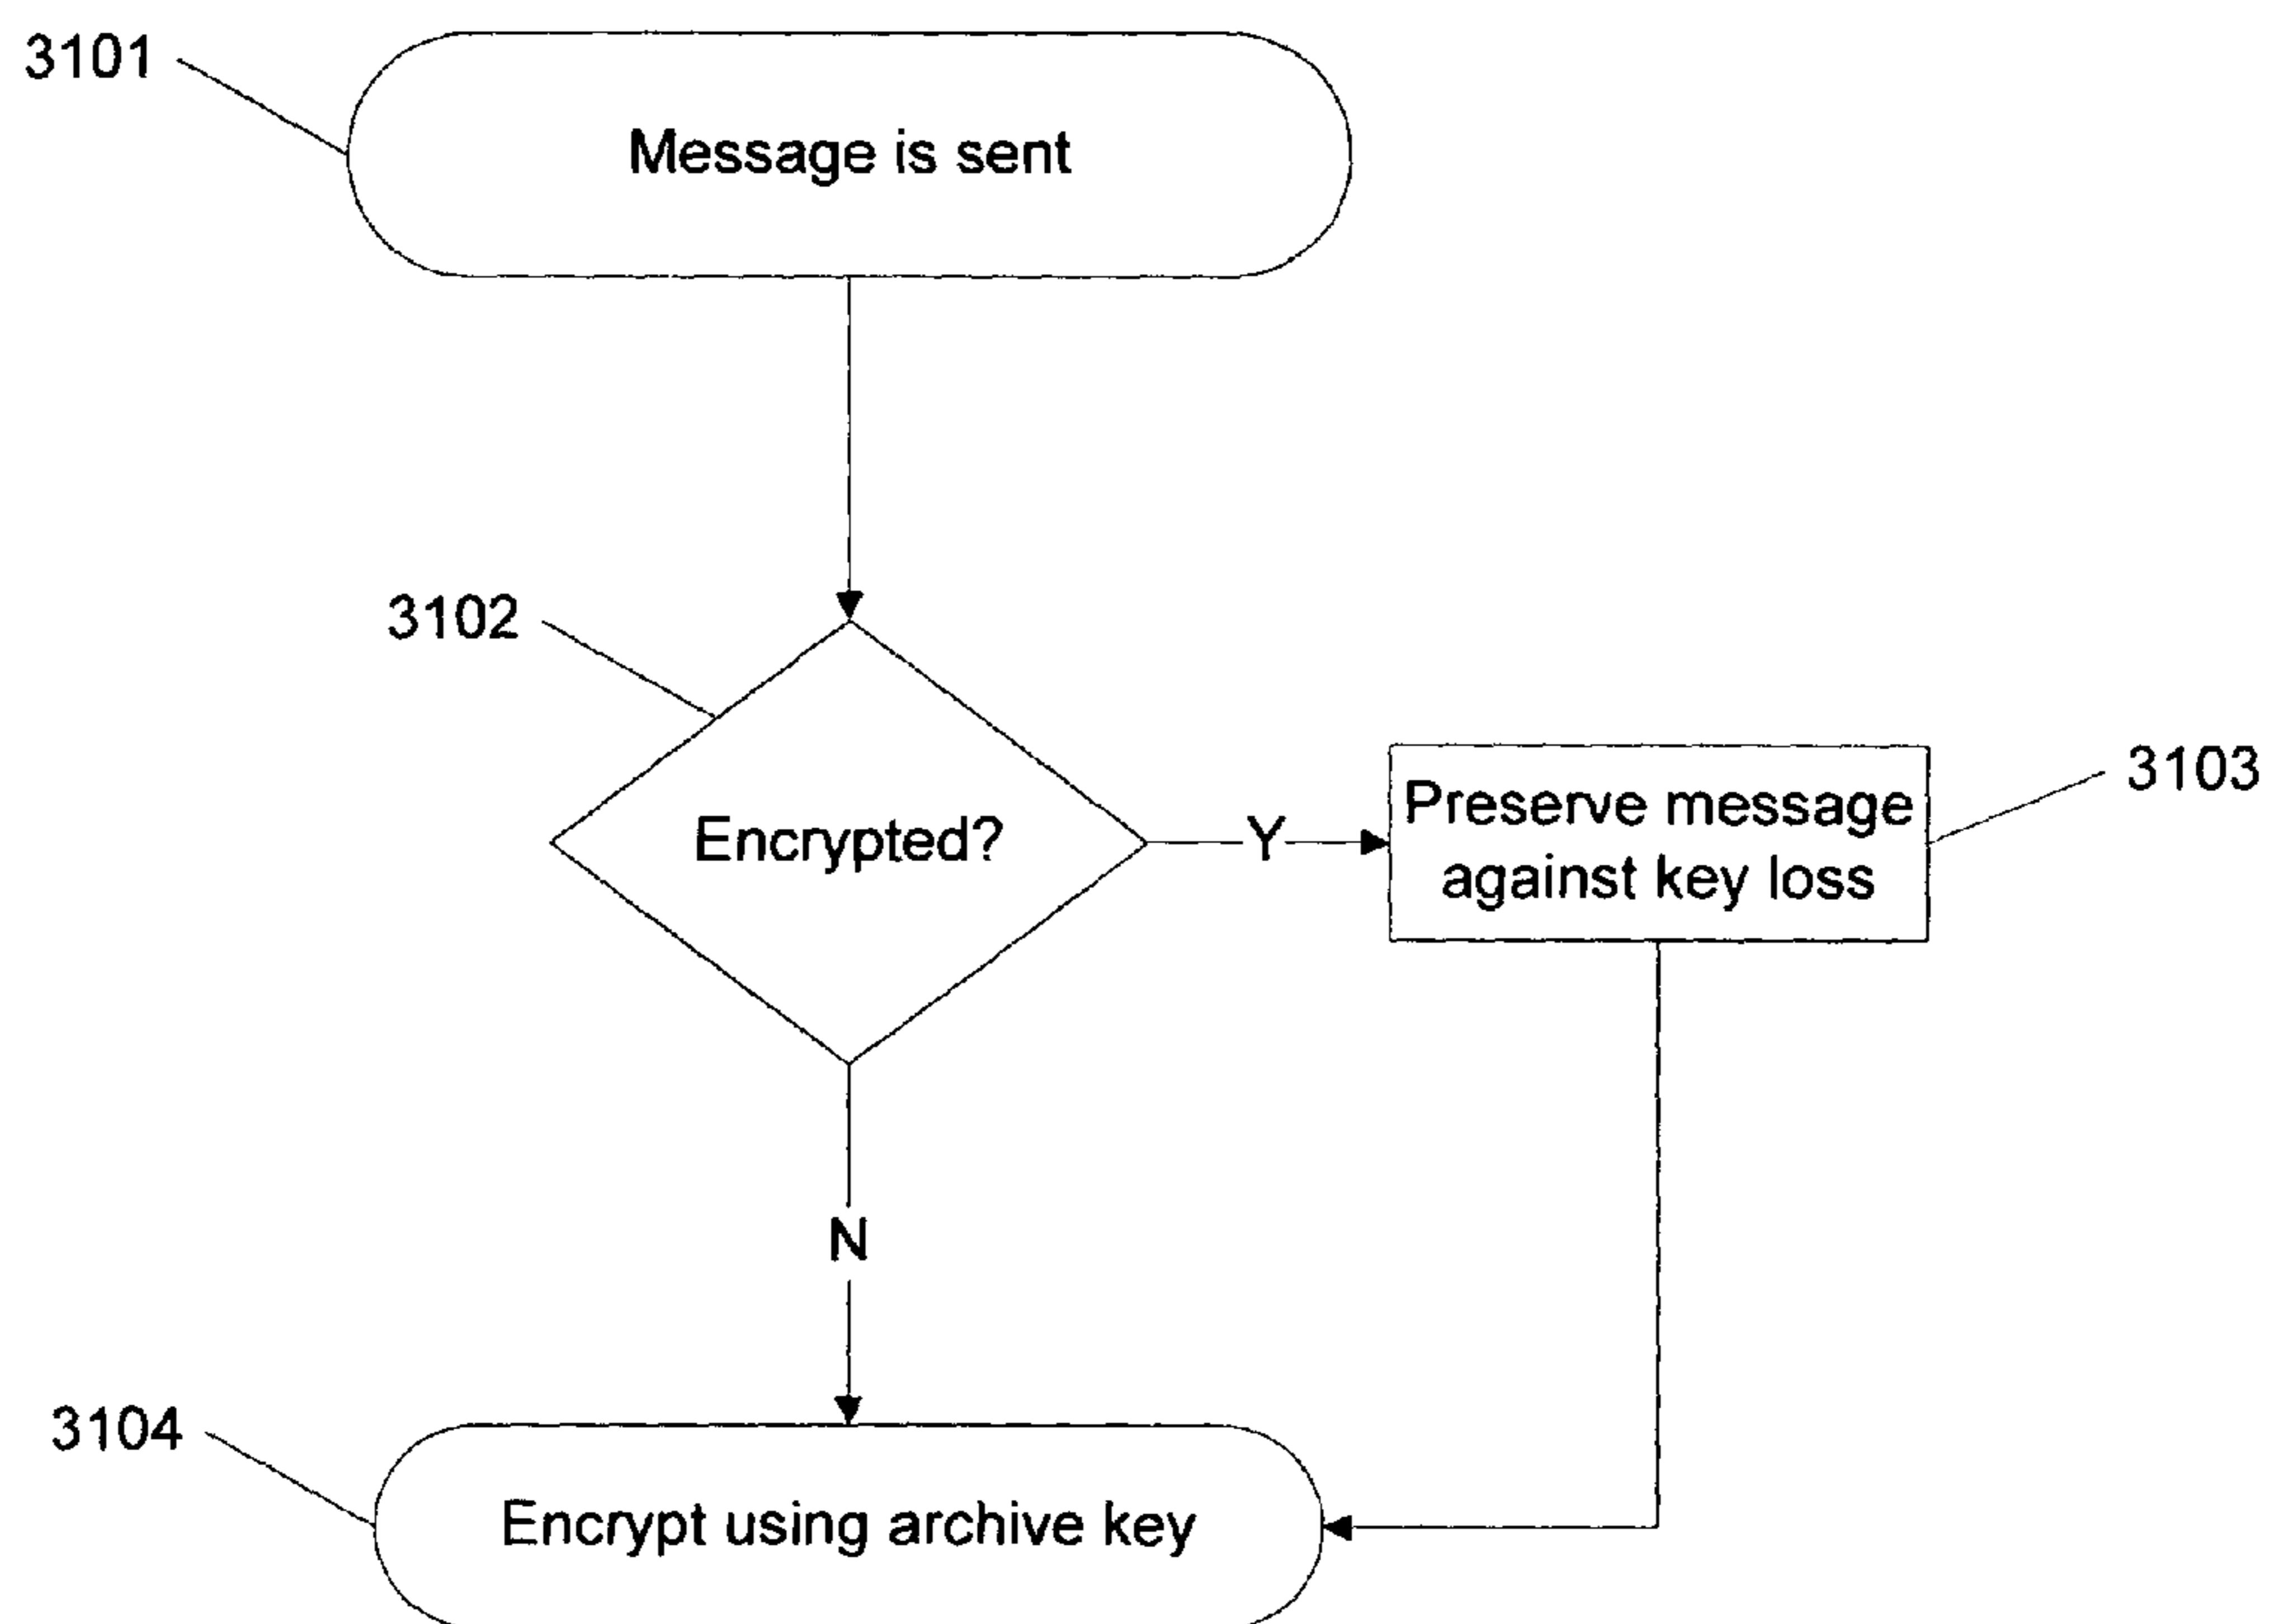 3101
Message is sent
3102
Encrypted?
Y
Preserve message
against key loss
3103
N
3104
Encrypt using archive key